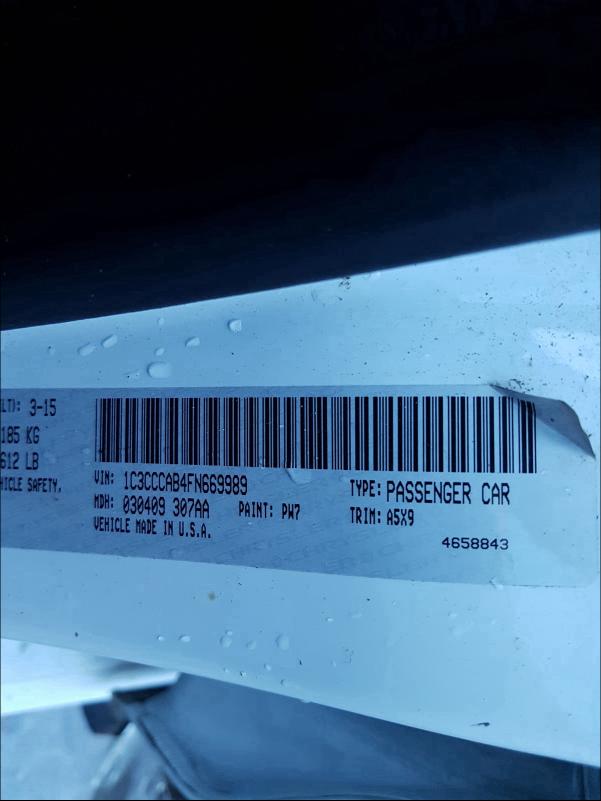 LT): 3-15
185 KG
612 LB
HICLE SAFETY,
VIN: 1C3CCCAB4FN669989
TYPE: PASSENGER CAR
MDH: 030409 307AA PAINT: PW7 TRIM: A5X9
VEHICLE MADE IN U.S.A.
4658843